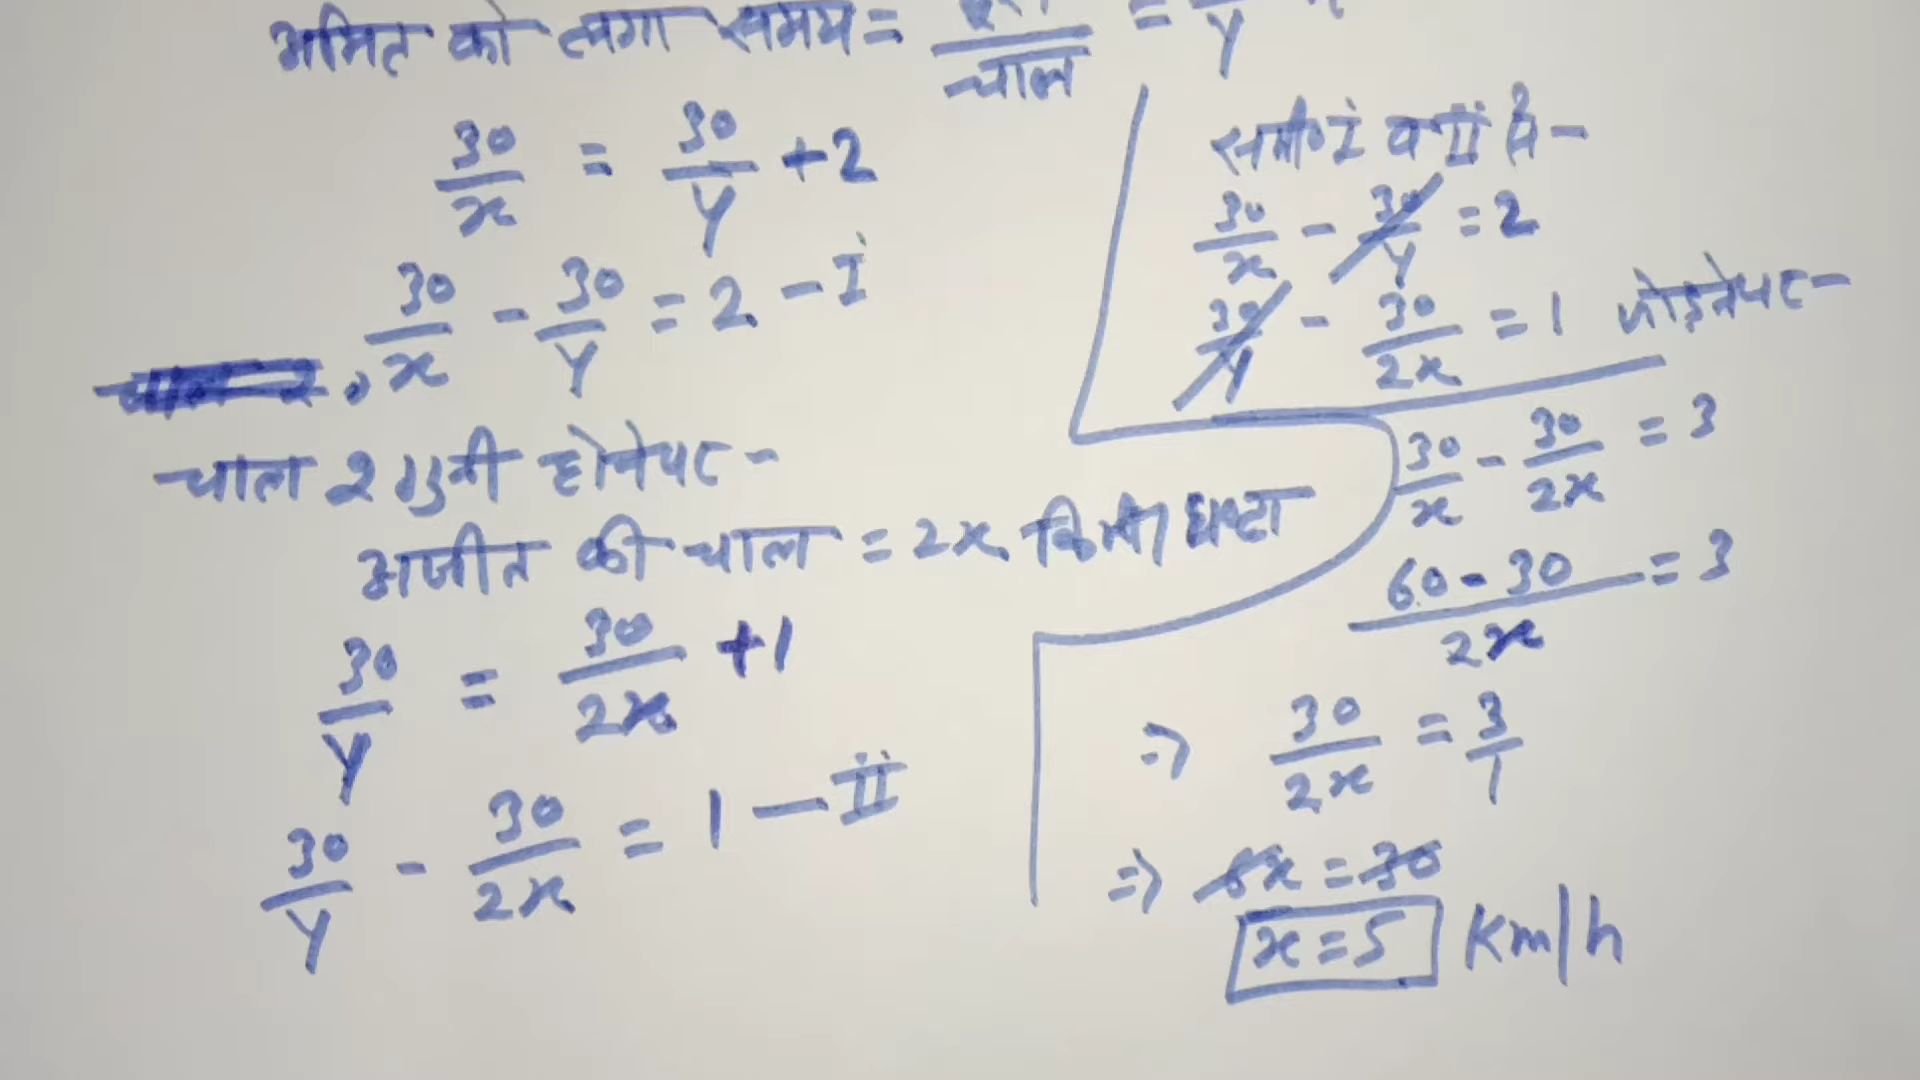 अमित को लगा समय = /चाल = /y
30/x = 30/y + 2
30/x - 30/y = 2 - I
चाल 2 गुनी होने पर -
अजीत की चाल = 2x किमी/घण्टा
30/y = 30/2x + 1
30/y - 30/2x = 1 - II
समी० I व II से -
30/x - 30/y = 2
30/y - 30/2x = 1 जोड़ने पर -
30/x - 30/2x = 3
60 - 30/2x = 3
=> 30/2x = 3/1
=> 6x = 30
x = 5 Km/h